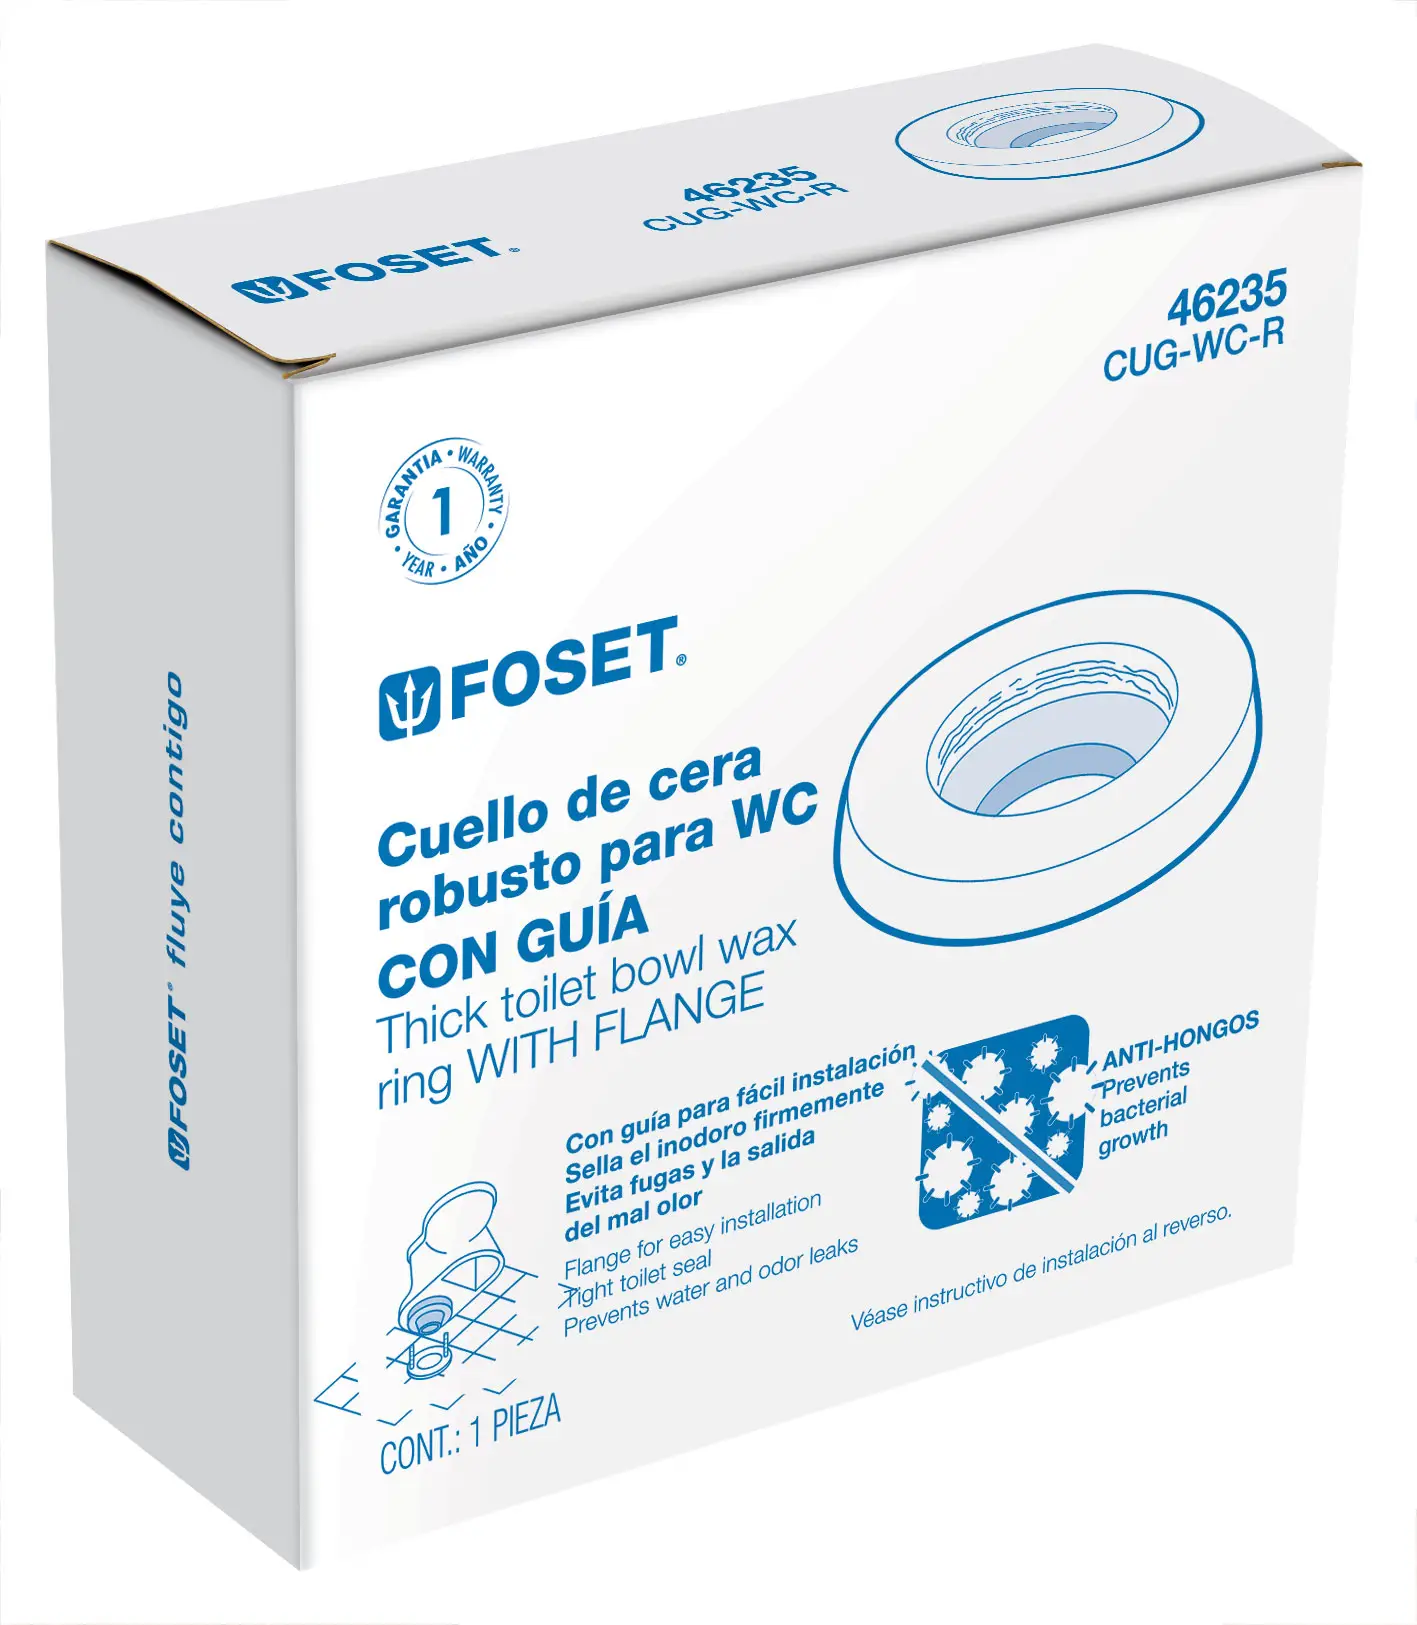 FOSET®
46235
CUG-WC-R
46235
CUG-WC-R
GARANTIA • WARRANTY •
1
YEAR • AÑO •
FOSET®
Cuello de cera
robusto para WC
CON GUÍA
Thick toilet bowl wax
ring WITH FLANGE
Con guía para fácil instalación
Sella el inodoro firmemente
Evita fugas y la salida
del mal olor
Flange for easy installation
Tight toilet seal
Prevents water and odor leaks
ANTI-HONGOS
Prevents
bacterial
growth
Véase instructivo de instalación al reverso.
CONT.: 1 PIEZA
FOSET® fluye contigo